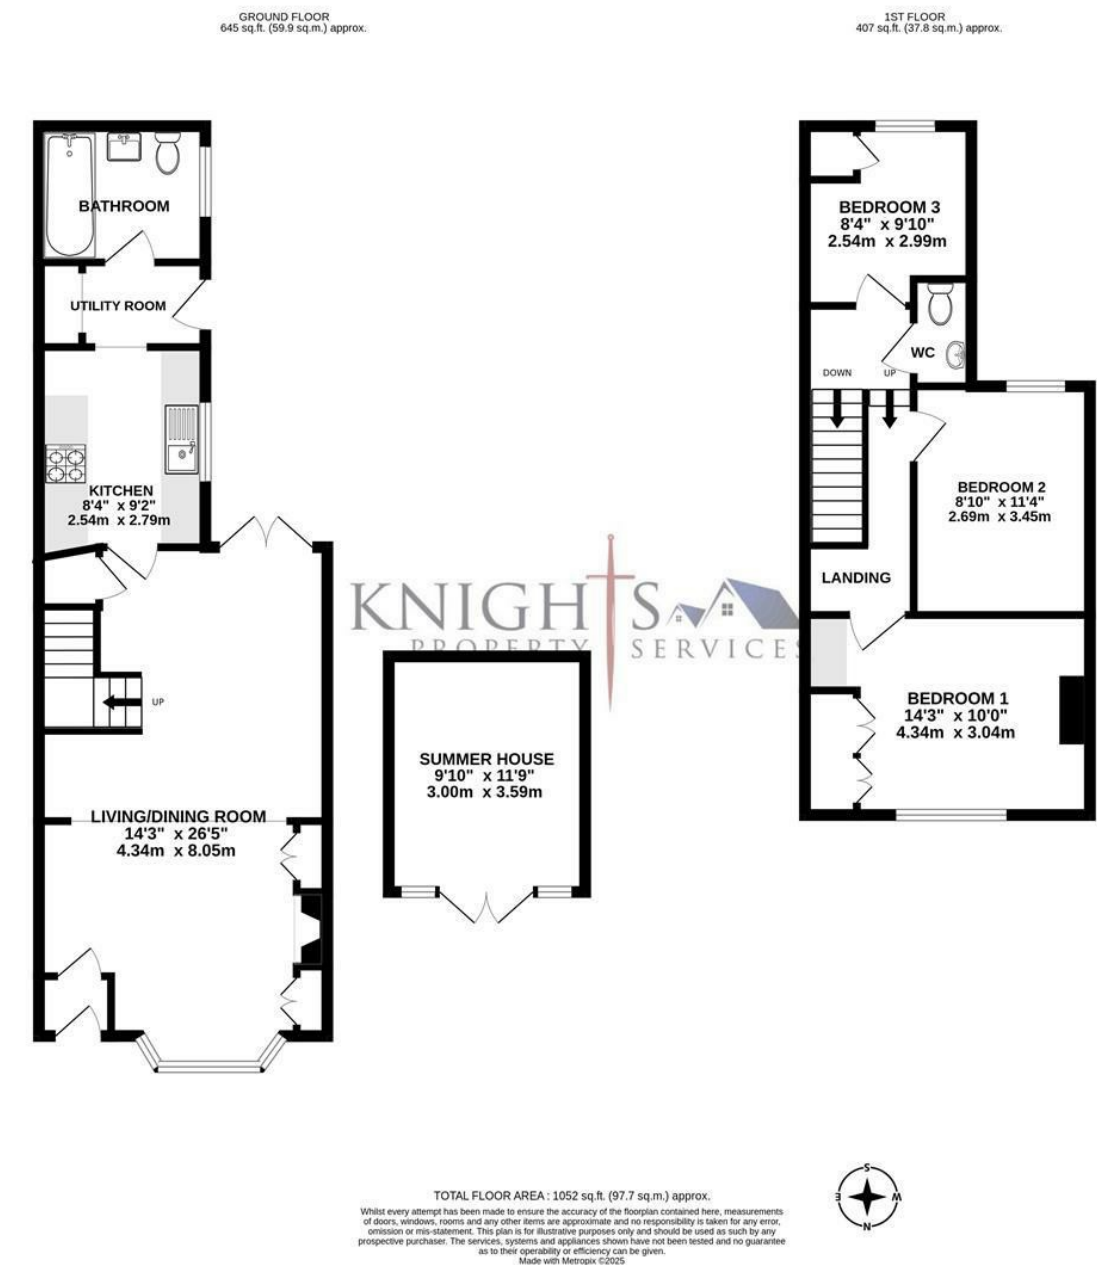 GROUND FLOOR
645 sq.ft. (59.9 sq.m.) approx.
1ST FLOOR
407 sq.ft. (37.8 sq.m.) approx.
BATHROOM
UTILITY ROOM
KITCHEN
8'4" x 9'2"
2.54m x 2.79m
UP
LIVING/DINING ROOM
14'3" x 26'5"
4.34m x 8.05m
KNIGHTS
PROPERTY SERVICES
SUMMER HOUSE
9'10" x 11'9"
3.00m x 3.59m
BEDROOM 3
8'4" x 9'10"
2.54m x 2.99m
WC
DOWN
UP
BEDROOM 2
8'10" x 11'4"
2.69m x 3.45m
LANDING
BEDROOM 1
14'3" x 10'0"
4.34m x 3.04m
S
E
W
N
TOTAL FLOOR AREA : 1052 sq.ft. (97.7 sq.m.) approx.
Whilst every attempt has been made to ensure the accuracy of the floorplan contained here, measurements
of doors, windows, rooms and any other items are approximate and no responsibility is taken for any error,
omission or mis-statement. This plan is for illustrative purposes only and should be used as such by any
prospective purchaser. The services, systems and appliances shown have not been tested and no guarantee
as to their operability or efficiency can be given.
Made with Metropix ©2025